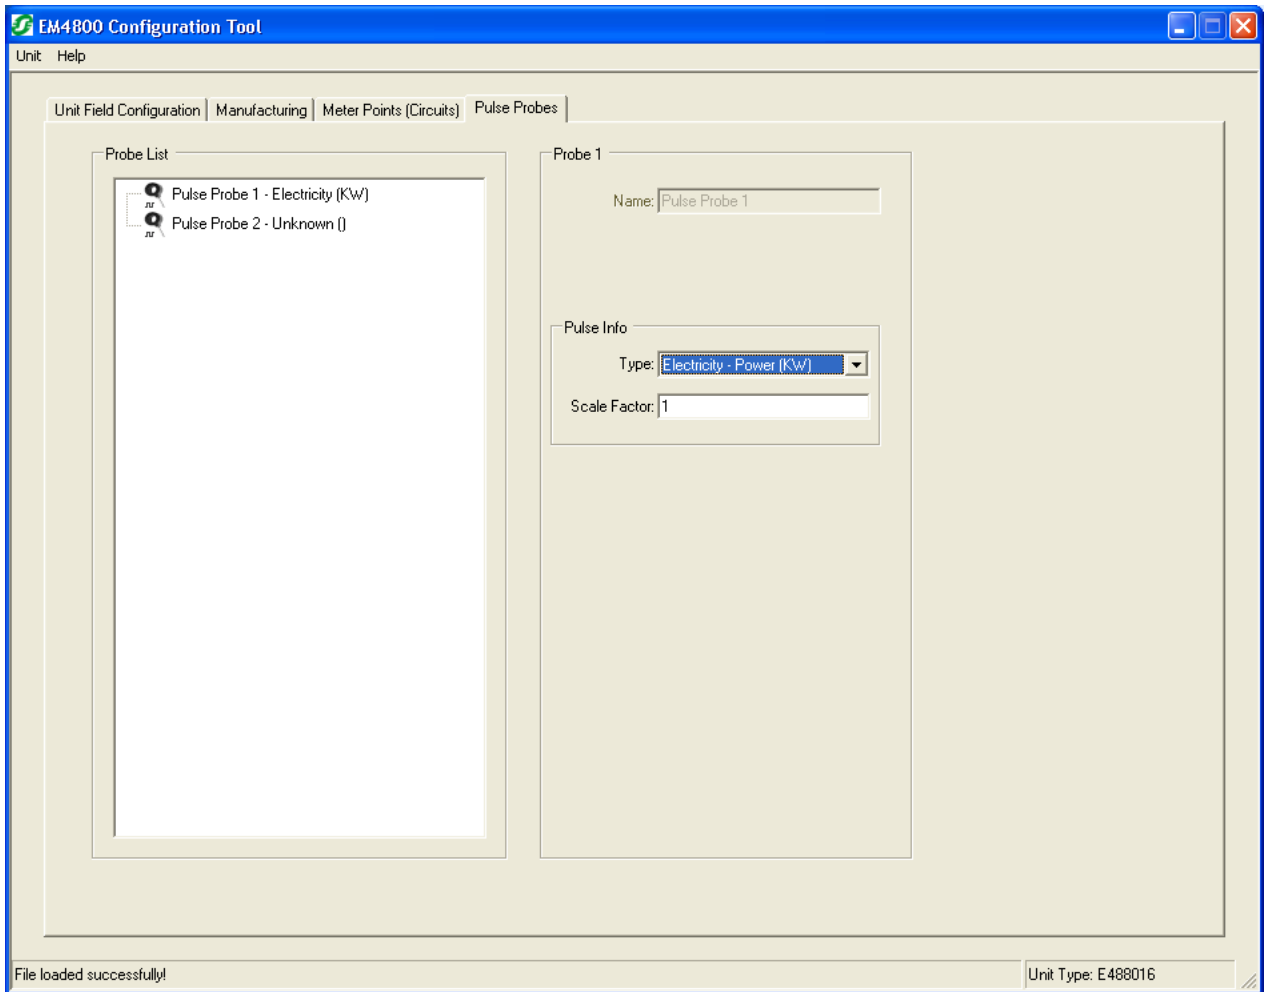 EM4800 Configuration Tool
Unit Help
Unit Field Configuration Manufacturing Meter Points (Circuits) Pulse Probes
Probe List
Pulse Probe 1 - Electricity (KW)
Pulse Probe 2 - Unknown ()
Probe 1
Name: Pulse Probe 1
Pulse Info
Type: Electricity - Power (KW)
Scale Factor: 1
File loaded successfully!
Unit Type: E488016